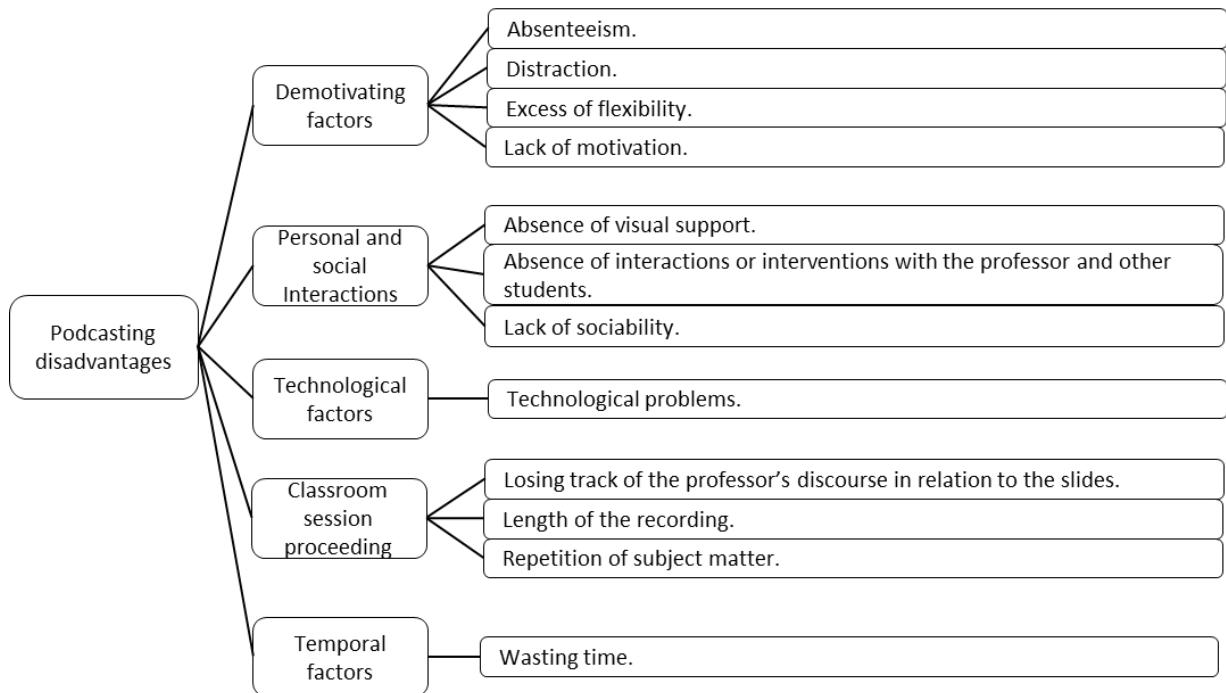 Podcasting
disadvantages
Demotivating
factors
Absenteeism.
Distraction.
Excess of flexibility.
Lack of motivation.
Personal and
social
Interactions
Absence of visual support.
Absence of interactions or interventions with the professor and other
students.
Lack of sociability.
Technological
factors
Technological problems.
Classroom
session
proceeding
Losing track of the professor’s discourse in relation to the slides.
Length of the recording.
Repetition of subject matter.
Temporal
factors
Wasting time.